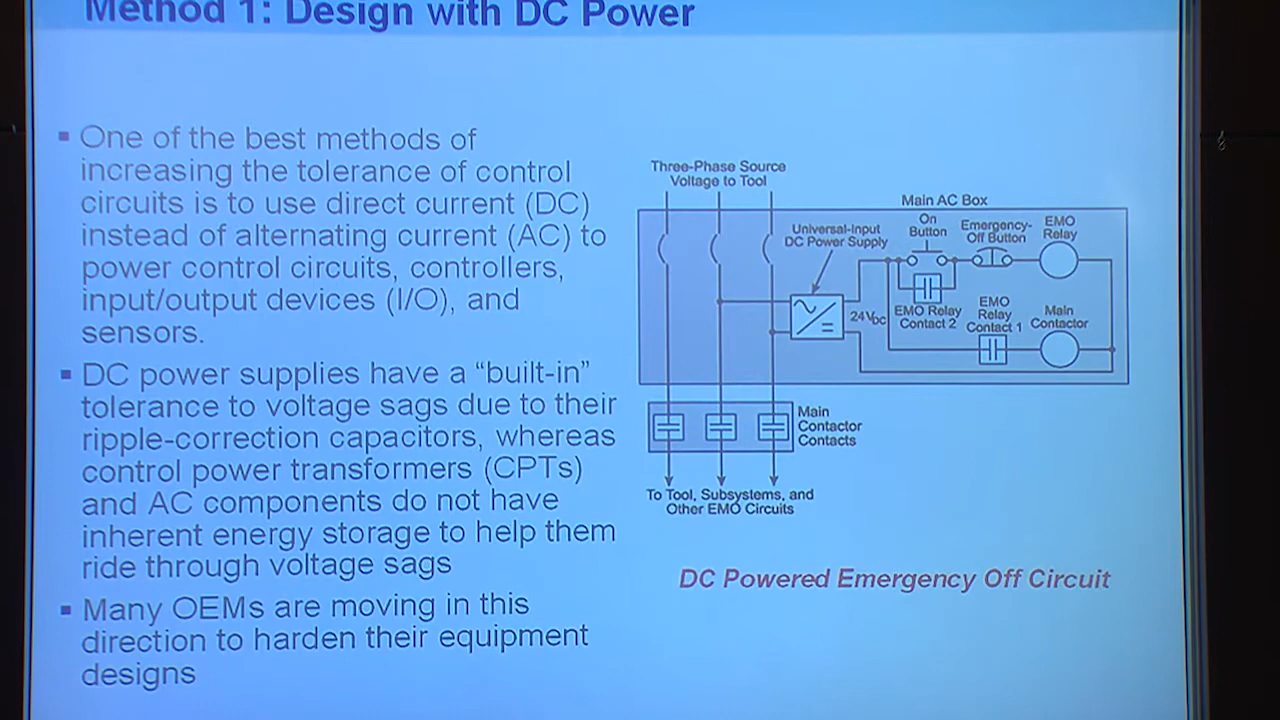 Method 1: Design with DC Power
▪ One of the best methods of
increasing the tolerance of control
circuits is to use direct current (DC)
instead of alternating current (AC) to
power control circuits, controllers,
input/output devices (I/O), and
sensors.
▪ DC power supplies have a “built-in”
tolerance to voltage sags due to their
ripple-correction capacitors, whereas
control power transformers (CPTs)
and AC components do not have
inherent energy storage to help them
ride through voltage sags
▪ Many OEMs are moving in this
direction to harden their equipment
designs
Three-Phase Source
Voltage to Tool
Main AC Box
Universal-Input
DC Power Supply
On
Button
Emergency-
Off Button
EMO
Relay
24Vdc
EMO Relay
Contact 2
EMO
Relay
Contact 1
Main
Contactor
Main
Contactor
Contacts
To Tool, Subsystems, and
Other EMO Circuits
DC Powered Emergency Off Circuit